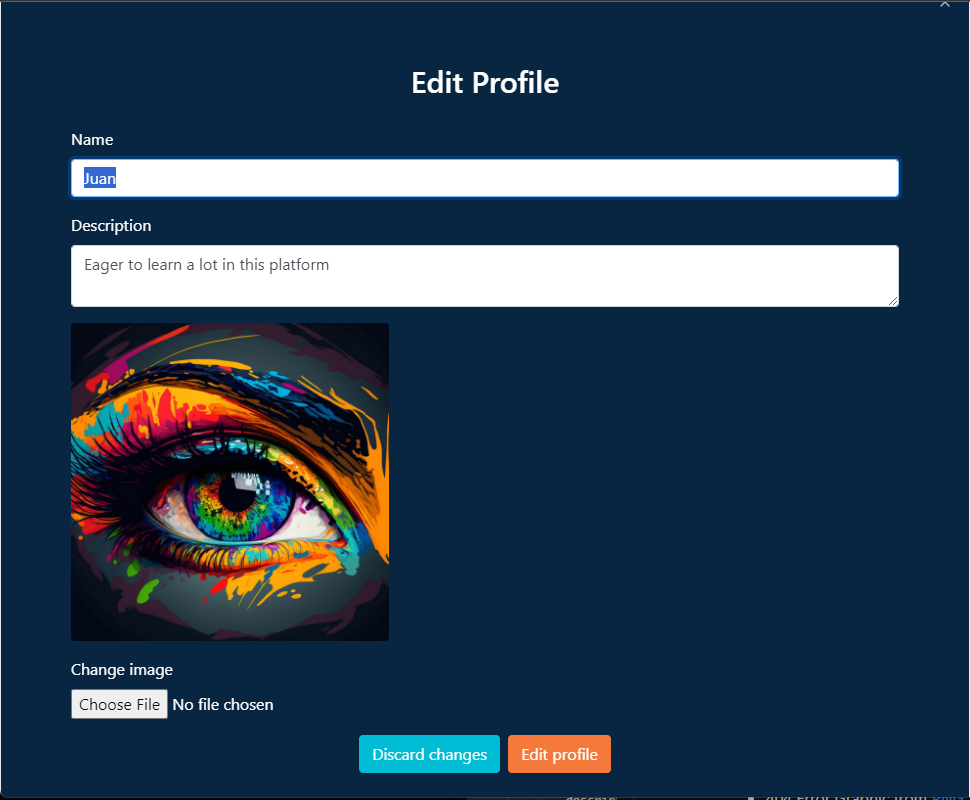 Edit Profile
Name
Juan
Description
Eager to learn a lot in this platform
Change image
Choose File No file chosen
Discard changes Edit profile